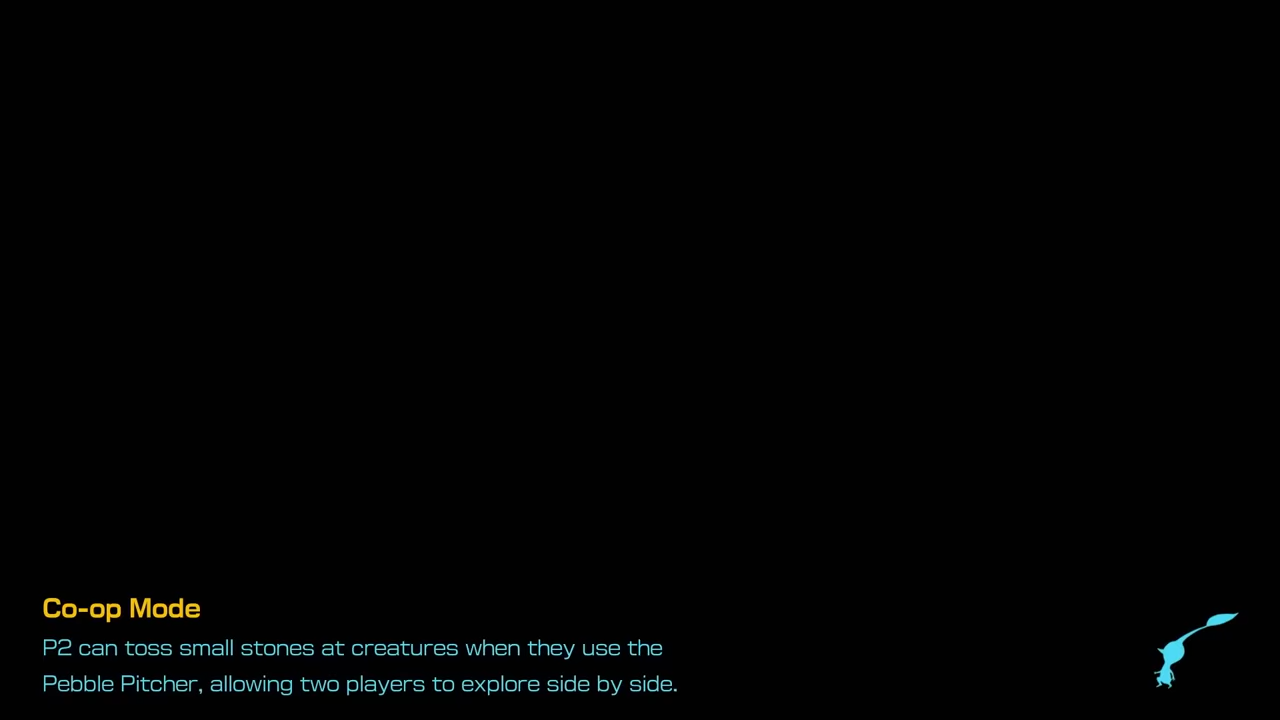 Co-op Mode
P2 can toss small stones at creatures when they use the
Pebble Pitcher, allowing two players to explore side by side.